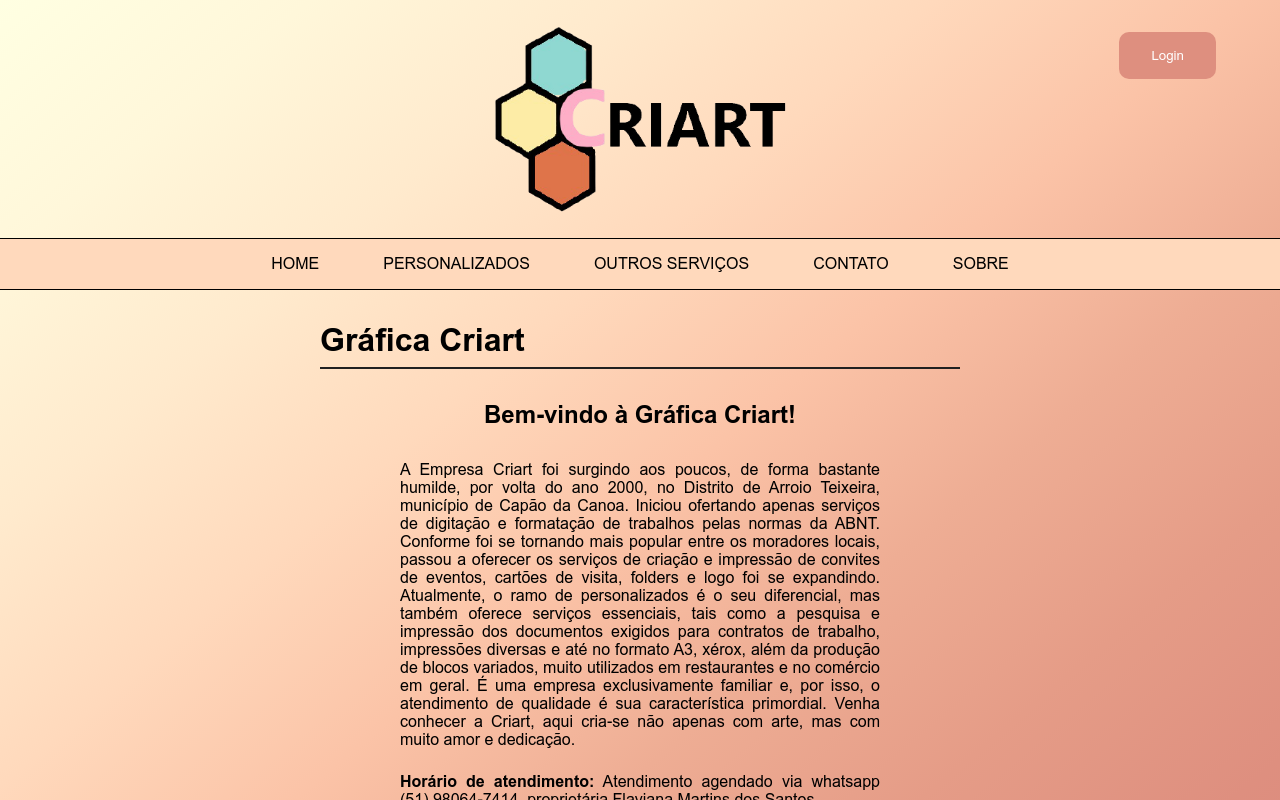 CRIART
Login
HOME PERSONALIZADOS OUTROS SERVIÇOS CONTATO SOBRE
Gráfica Criart
Bem-vindo à Gráfica Criart!
A Empresa Criart foi surgindo aos poucos, de forma bastante
humilde, por volta do ano 2000, no Distrito de Arroio Teixeira,
município de Capão da Canoa. Iniciou ofertando apenas serviços
de digitação e formatação de trabalhos pelas normas da ABNT.
Conforme foi se tornando mais popular entre os moradores locais,
passou a oferecer os serviços de criação e impressão de convites
de eventos, cartões de visita, folders e logo foi se expandindo.
Atualmente, o ramo de personalizados é o seu diferencial, mas
também oferece serviços essenciais, tais como a pesquisa e
impressão dos documentos exigidos para contratos de trabalho,
impressões diversas e até no formato A3, xérox, além da produção
de blocos variados, muito utilizados em restaurantes e no comércio
em geral. É uma empresa exclusivamente familiar e, por isso, o
atendimento de qualidade é sua característica primordial. Venha
conhecer a Criart, aqui cria-se não apenas com arte, mas com
muito amor e dedicação.
Horário de atendimento: Atendimento agendado via whatsapp
(51) 98064-7414, proprietária Flaviana Martins dos Santos.